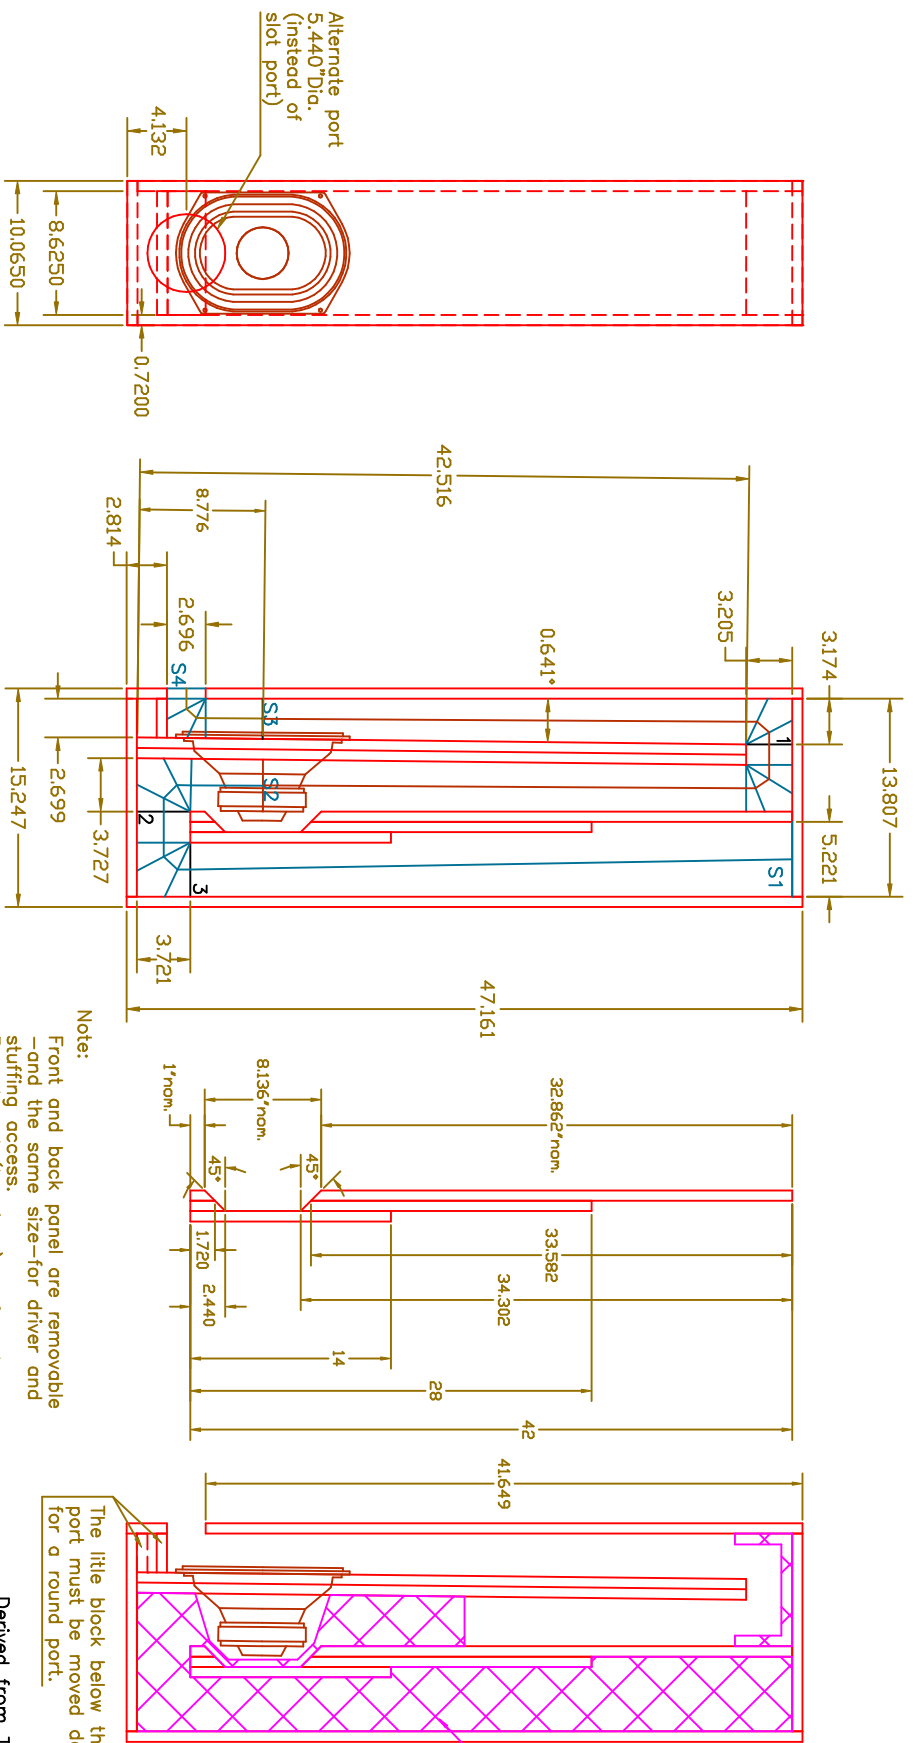 Alternate port
5.440"Dia.
(instead of
slot port)
4.132
8.6250
10.0650
0.7200
42.516
8.776
2.814
2.696
S4
S3
S2
0.641°
3.205
3.174
1
13.807
5.221
S1
2
3
2.699
3.727
15.247
3.721
47.161
32.862"nom.
8.136"nom.
1"nom.
45°
45°
1.720
2.440
33.582
34.302
14
28
42
Note:
Front and back panel are removable
-and the same size-for driver and
stuffing access.
41.649
The litle block below th
port must be moved d
for a round port.
Derived from